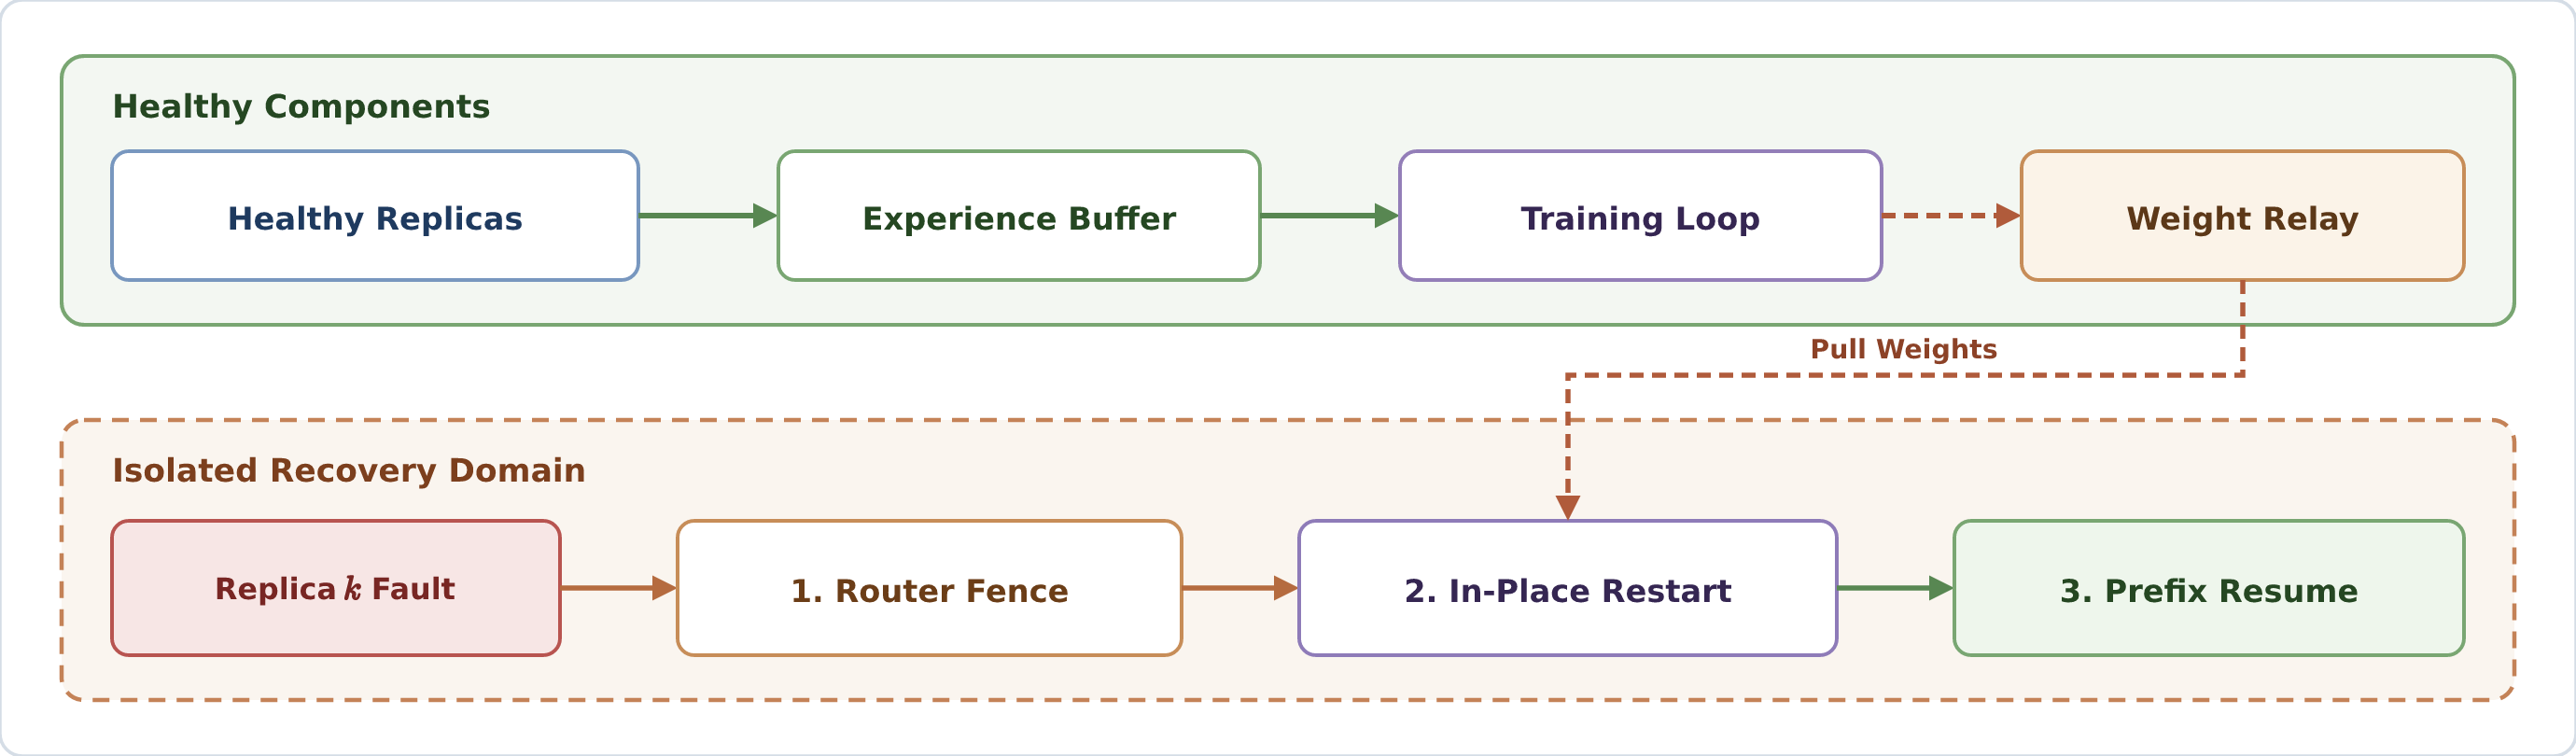 Healthy Components
Healthy Replicas
Experience Buffer
Training Loop
Weight Relay
Pull Weights
Isolated Recovery Domain
Replica k Fault
1. Router Fence
2. In-Place Restart
3. Prefix Resume